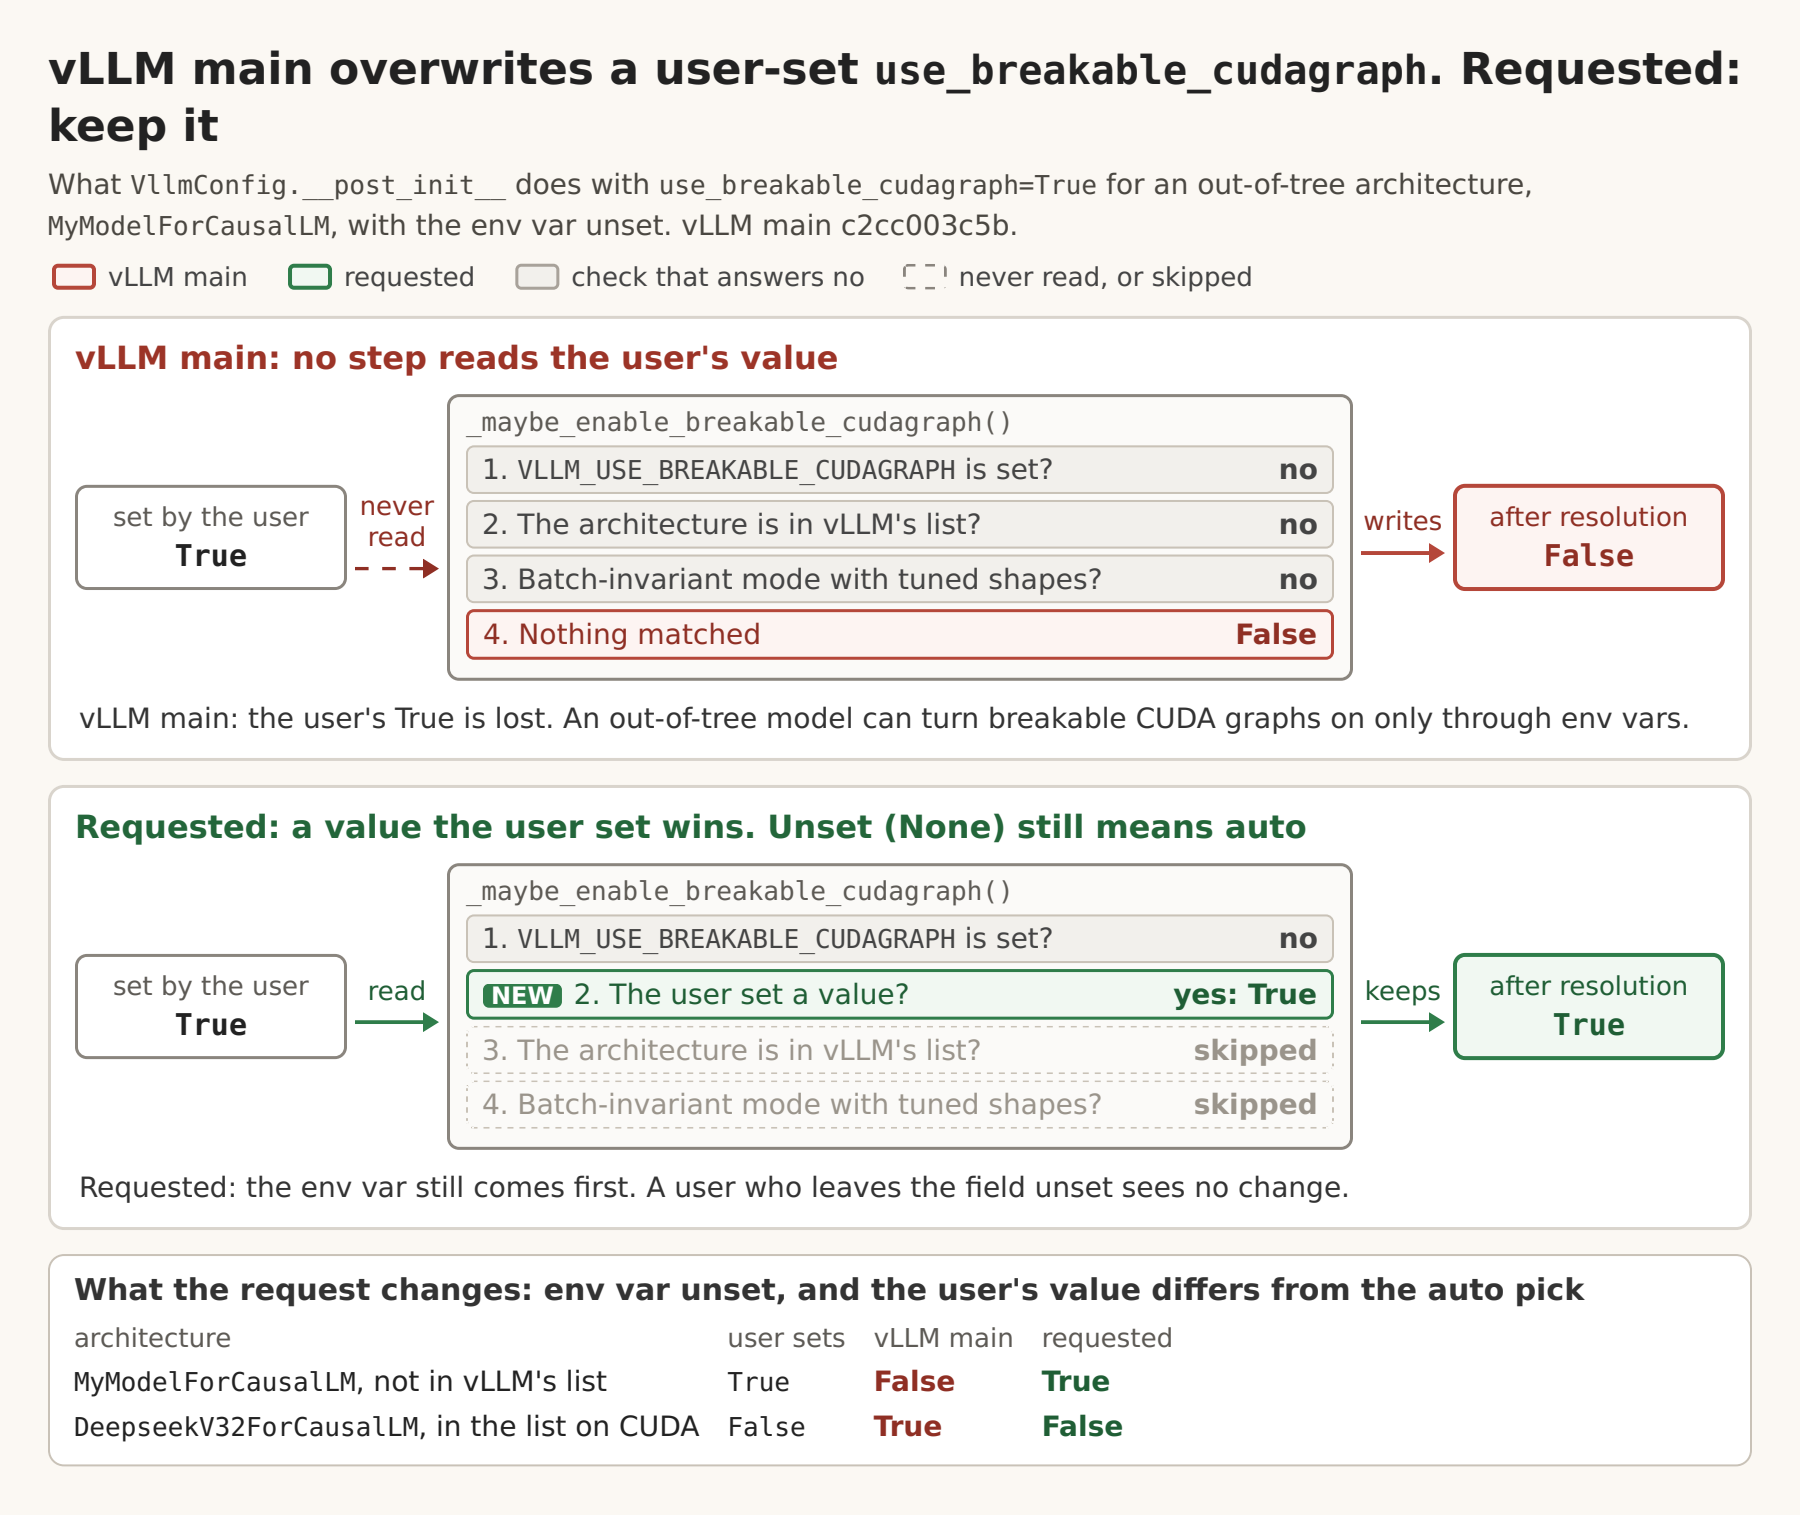 vLLM main overwrites a user-set use_breakable_cudagraph. Requested:
keep it
What VllmConfig.__post_init__ does with use_breakable_cudagraph=True for an out-of-tree architecture,
MyModelForCausalLM, with the env var unset. vLLM main c2cc003c5b.
vLLM main requested check that answers no never read, or skipped
vLLM main: no step reads the user's value
_maybe_enable_breakable_cudagraph()
1. VLLM_USE_BREAKABLE_CUDAGRAPH is set? no
2. The architecture is in vLLM's list? no
3. Batch-invariant mode with tuned shapes? no
4. Nothing matched False
set by the user
True
never
read
writes
after resolution
False
vLLM main: the user's True is lost. An out-of-tree model can turn breakable CUDA graphs on only through env vars.
Requested: a value the user set wins. Unset (None) still means auto
_maybe_enable_breakable_cudagraph()
1. VLLM_USE_BREAKABLE_CUDAGRAPH is set? no
NEW 2. The user set a value? yes: True
3. The architecture is in vLLM's list? skipped
4. Batch-invariant mode with tuned shapes? skipped
set by the user
True
read
keeps
after resolution
True
Requested: the env var still comes first. A user who leaves the field unset sees no change.
What the request changes: env var unset, and the user's value differs from the auto pick
architecture user sets vLLM main requested
MyModelForCausalLM, not in vLLM's list True False True
DeepseekV32ForCausalLM, in the list on CUDA False True False